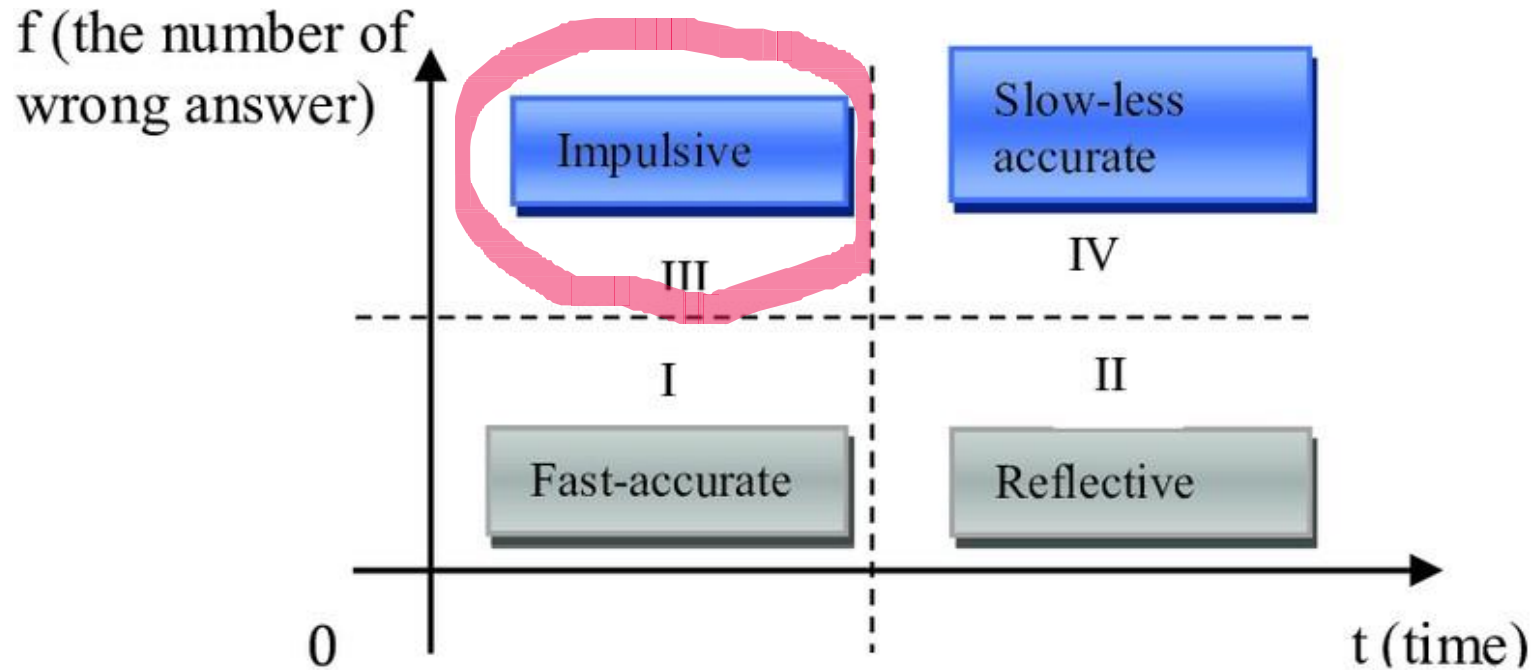 f (the number of
wrong answer)
Impulsive
Slow-less
accurate
III
IV
I
II
Fast-accurate
Reflective
0
t (time)